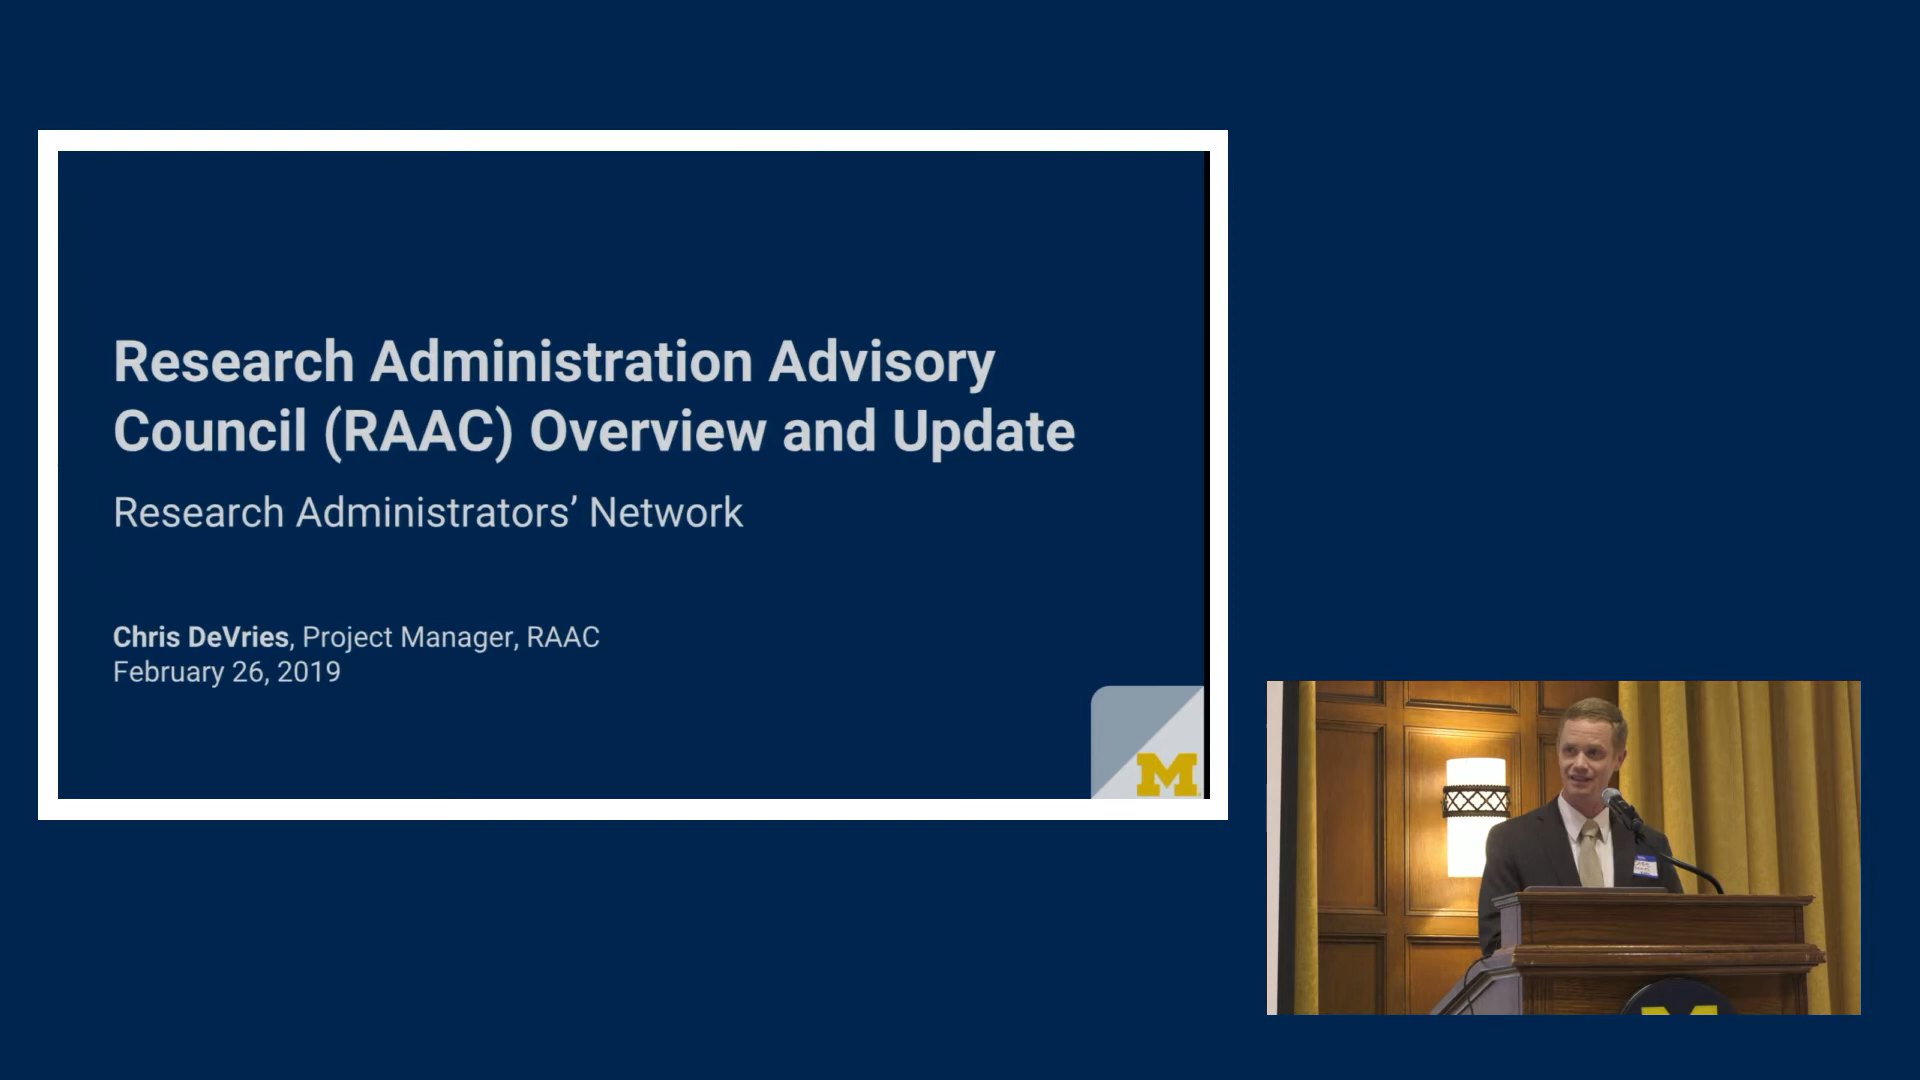 Research Administration Advisory
Council (RAAC) Overview and Update
Research Administrators’ Network
Chris DeVries, Project Manager, RAAC
February 26, 2019
M
M